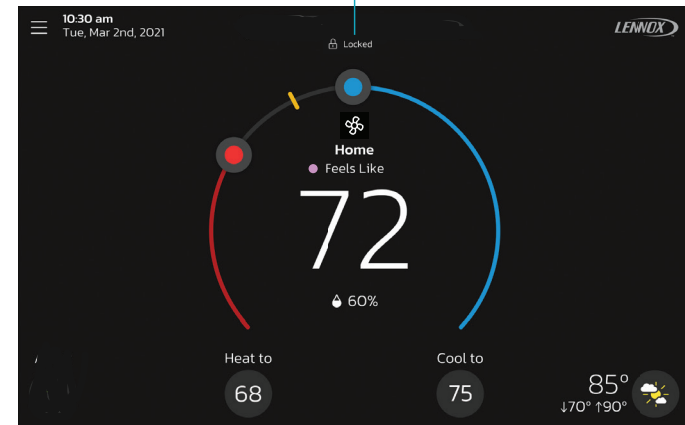 10:30 am
Tue, Mar 2nd, 2021
LENNOX
Locked
Home
Feels Like
72
60%
Heat to
68
Cool to
75
85°
↓70° ↑90°